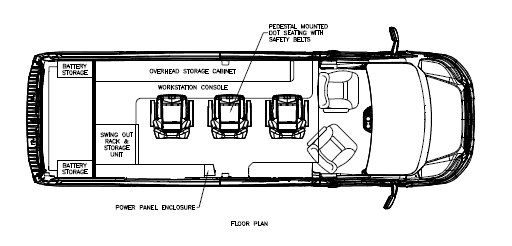 PEDESTAL MOUNTED
DOT SEATING WITH
SAFETY BELTS
BATTERY
STORAGE
OVERHEAD STORAGE CABINET
WORKSTATION CONSOLE
SWING OUT
RACK &
STORAGE
UNIT
BATTERY
STORAGE
POWER PANEL ENCLOSURE
FLOOR PLAN